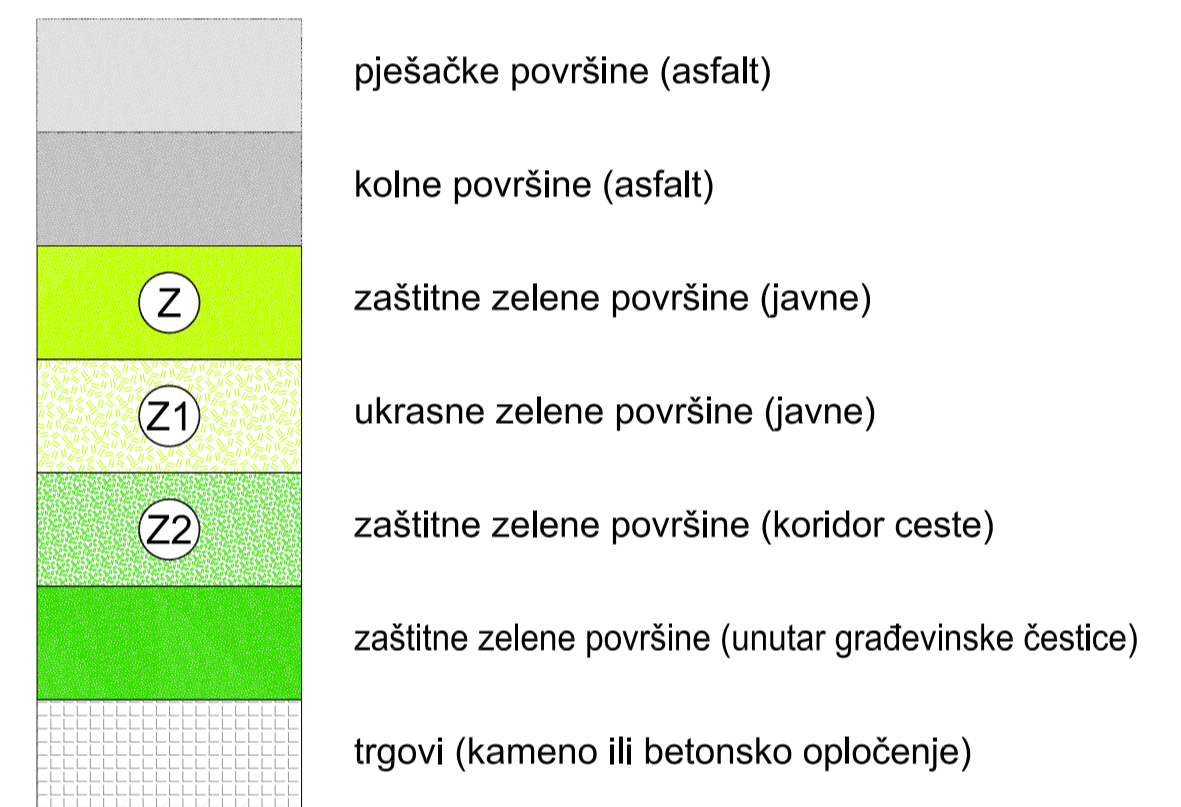 pješačke površine (asfalt)
kolne površine (asfalt)
Z zaštitne zelene površine (javne)
Z1 ukrasne zelene površine (javne)
Z2 zaštitne zelene površine (koridor ceste)
zaštitne zelene površine (unutar građevinske čestice)
trgovi (kameno ili betonsko opločenje)